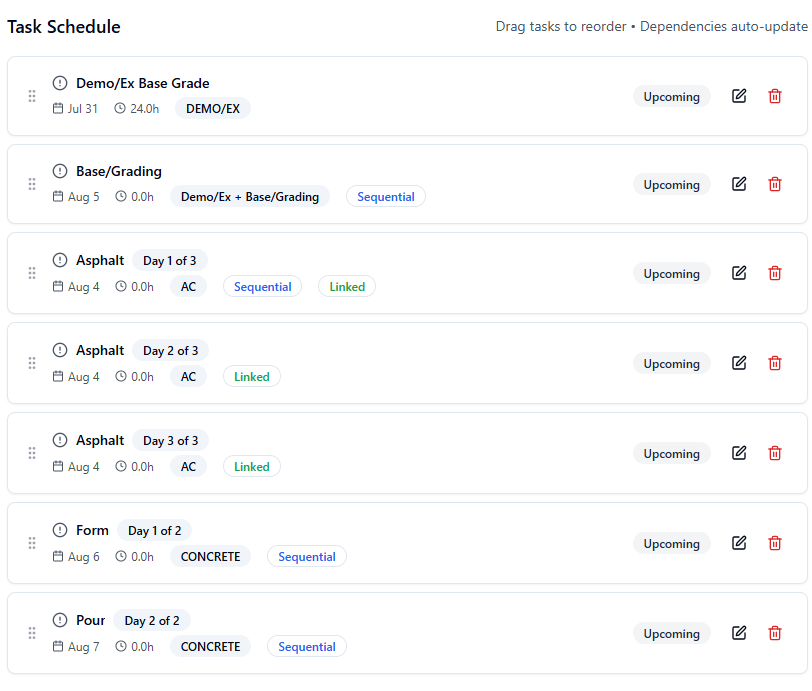 Task Schedule
Drag tasks to reorder • Dependencies auto-update
Demo/Ex Base Grade
Jul 31 24.0h DEMO/EX
Upcoming
Base/Grading
Aug 5 0.0h Demo/Ex + Base/Grading Sequential
Upcoming
Asphalt Day 1 of 3
Aug 4 0.0h AC Sequential Linked
Upcoming
Asphalt Day 2 of 3
Aug 4 0.0h AC Linked
Upcoming
Asphalt Day 3 of 3
Aug 4 0.0h AC Linked
Upcoming
Form Day 1 of 2
Aug 6 0.0h CONCRETE Sequential
Upcoming
Pour Day 2 of 2
Aug 7 0.0h CONCRETE Sequential
Upcoming